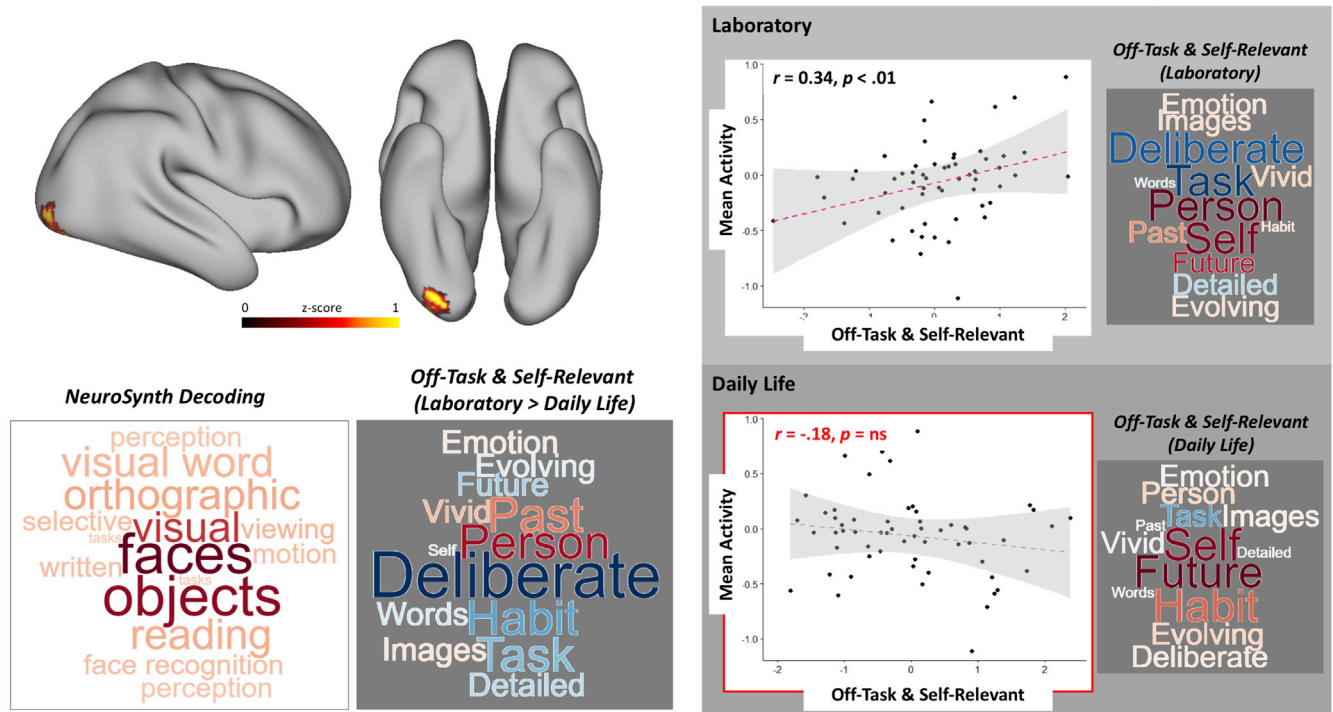 0 z-score 1
NeuroSynth Decoding
perception
visual word
orthographic
selective visual viewing
tasks
faces motion
written tasks
objects
reading
face recognition
perception
Off-Task & Self-Relevant
(Laboratory > Daily Life)
Emotion
Evolving
Future
Vivid Past
Self Person
Deliberate
Words Habit
Images Task
Detailed
Laboratory
r = 0.34, p < .01
Mean Activity
1.0
0.5
0.0
-0.5
-1.0
-2 -1 0 1 2
Off-Task & Self-Relevant
Off-Task & Self-Relevant
(Laboratory)
Emotion
Images
Deliberate
Words Task Vivid
Person
Past Self Habit
Future
Detailed
Evolving
Daily Life
r = -.18, p = ns
Mean Activity
1.0
0.5
0.0
-0.5
-1.0
-2 -1 0 1 2
Off-Task & Self-Relevant
Off-Task & Self-Relevant
(Daily Life)
Emotion
Person
Task Images
Past
Vivid Self Detailed
Future
Words Habit
Evolving
Deliberate